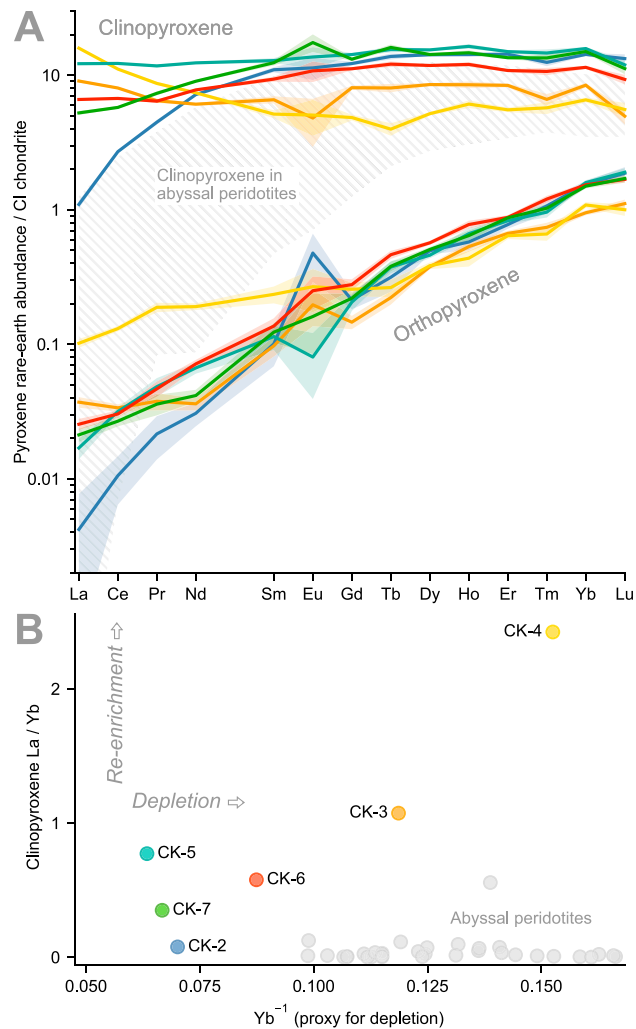 A
Clinopyroxene
10
Clinopyroxene in
abyssal peridotites
1
Pyroxene rare-earth abundance / CI chondrite
Orthopyroxene
0.1
0.01
La Ce Pr Nd Sm Eu Gd Tb Dy Ho Er Tm Yb Lu
B
CK-4
Re-enrichment ⇨
2
Clinopyroxene La / Yb
Depletion ⇨
CK-3
1
CK-5
CK-6
CK-7
Abyssal peridotites
CK-2
0
0.050 0.075 0.100 0.125 0.150
Yb⁻¹ (proxy for depletion)